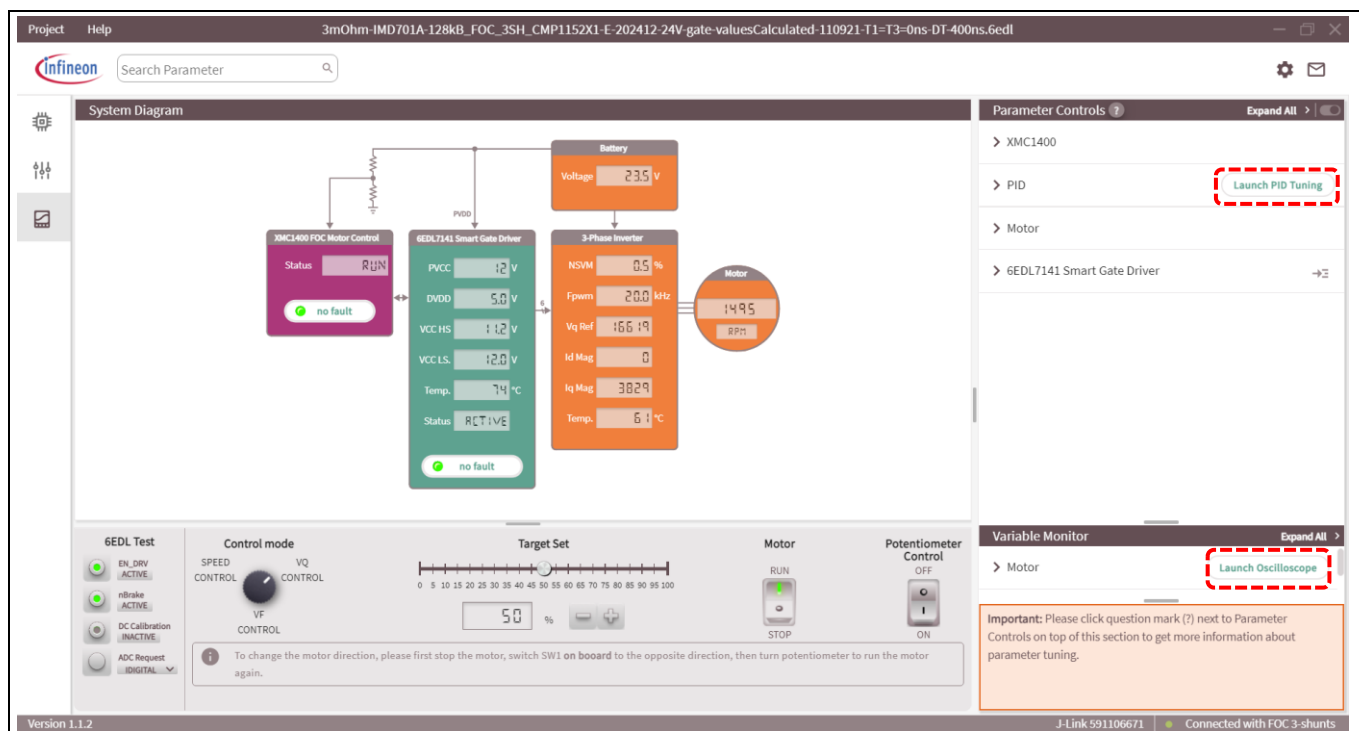 Project Help 3mOhm-IMD701A-128kB_FOC_3SH_CMP1152X1-E-202412-24V-gate-valuesCalculated-110921-T1=T3=0ns-DT-400ns.6edl
infineon Search Parameter
System Diagram
Battery
Voltage 23.5 V
PVDD
XMC1400 FOC Motor Control
Status RUN
no fault
6EDL7141 Smart Gate Driver
PVCC 12 V
DVDD 5.0 V
VCC HS 11.2 V
VCC LS. 12.0 V
Temp. 74 °C
Status ACTIVE
no fault
6
3-Phase Inverter
NSVM 0.5 %
Fpwm 20.0 kHz
Vq Ref 16619
Id Mag 0
Iq Mag 3829
Temp. 61 °C
Motor
1495
RPM
Parameter Controls ? Expand All >
> XMC1400
> PID Launch PID Tuning
> Motor
> 6EDL7141 Smart Gate Driver
6EDL Test
EN_DRV
ACTIVE
nBrake
ACTIVE
DC Calibration
INACTIVE
ADC Request
IDIGITAL
Control mode
SPEED
CONTROL
VQ
CONTROL
VF
CONTROL
Target Set
0 5 10 15 20 25 30 35 40 45 50 55 60 65 70 75 80 85 90 95 100
50 %
Motor
RUN
STOP
Potentiometer
Control
OFF
ON
To change the motor direction, please first stop the motor, switch SW1 on booard to the opposite direction, then turn potentiometer to run the motor
again.
Variable Monitor Expand All >
> Motor Launch Oscilloscope
Important: Please click question mark (?) next to Parameter
Controls on top of this section to get more information about
parameter tuning.
Version 1.1.2 J-Link 591106671 Connected with FOC 3-shunts